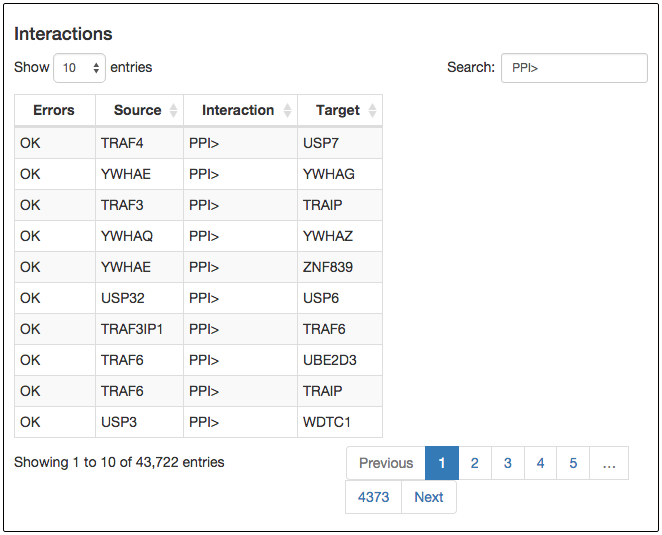 Interactions
Show 10 entries Search: PPI>
Errors Source Interaction Target
OK TRAF4 PPI> USP7
OK YWHAE PPI> YWHAG
OK TRAF3 PPI> TRAIP
OK YWHAQ PPI> YWHAZ
OK YWHAE PPI> ZNF839
OK USP32 PPI> USP6
OK TRAF3IP1 PPI> TRAF6
OK TRAF6 PPI> UBE2D3
OK TRAF6 PPI> TRAIP
OK USP3 PPI> WDTC1
Showing 1 to 10 of 43,722 entries Previous 1 2 3 4 5 …
4373 Next